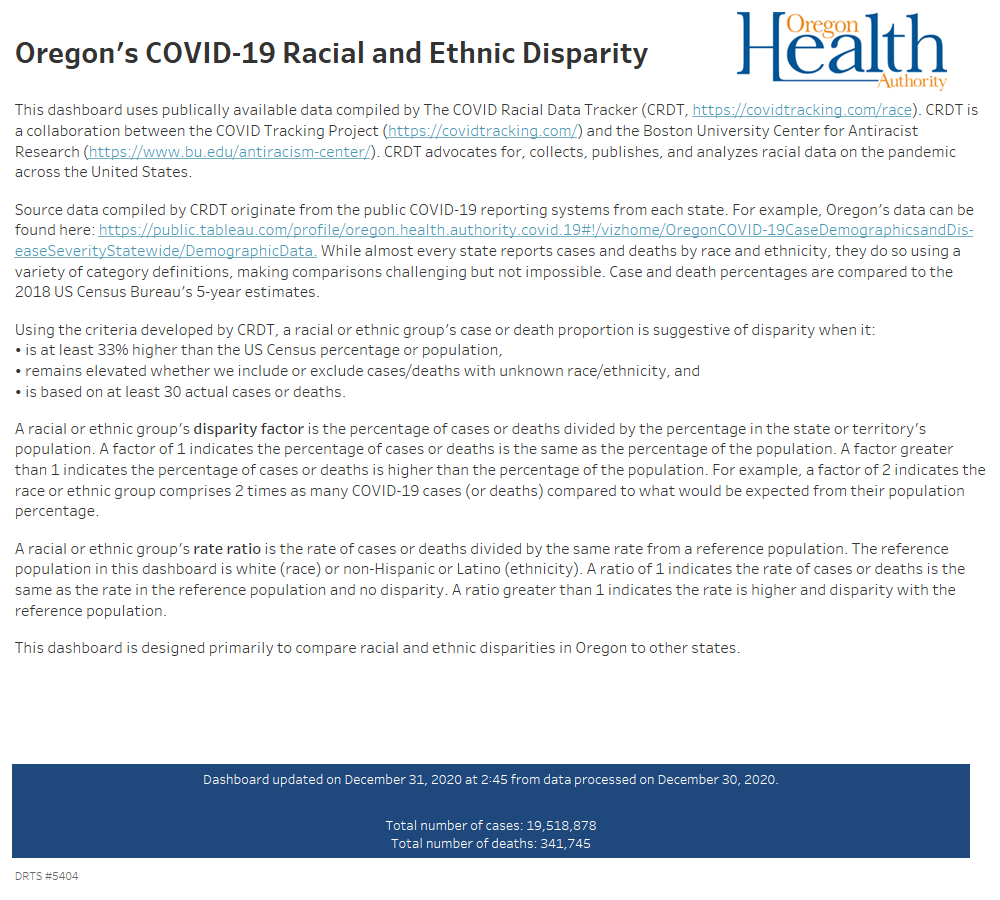 Oregon's COVID-19 Racial and Ethnic Disparity
Oregon
Health
Authority
This dashboard uses publically available data compiled by The COVID Racial Data Tracker (CRDT, https://covidtracking.com/race). CRDT is
a collaboration between the COVID Tracking Project (https://covidtracking.com/) and the Boston University Center for Antiracist
Research (https://www.bu.edu/antiracism-center/). CRDT advocates for, collects, publishes, and analyzes racial data on the pandemic
across the United States.
Source data compiled by CRDT originate from the public COVID-19 reporting systems from each state. For example, Oregon's data can be
found here: https://public.tableau.com/profile/oregon.health.authority.covid.19#!/vizhome/OregonCOVID-19CaseDemographicsandDis-
easeSeverityStatewide/DemographicData. While almost every state reports cases and deaths by race and ethnicity, they do so using a
variety of category definitions, making comparisons challenging but not impossible. Case and death percentages are compared to the
2018 US Census Bureau's 5-year estimates.
Using the criteria developed by CRDT, a racial or ethnic group's case or death proportion is suggestive of disparity when it:
• is at least 33% higher than the US Census percentage or population,
• remains elevated whether we include or exclude cases/deaths with unknown race/ethnicity, and
• is based on at least 30 actual cases or deaths.
A racial or ethnic group's disparity factor is the percentage of cases or deaths divided by the percentage in the state or territory's
population. A factor of 1 indicates the percentage of cases or deaths is the same as the percentage of the population. A factor greater
than 1 indicates the percentage of cases or deaths is higher than the percentage of the population. For example, a factor of 2 indicates the
race or ethnic group comprises 2 times as many COVID-19 cases (or deaths) compared to what would be expected from their population
percentage.
A racial or ethnic group's rate ratio is the rate of cases or deaths divided by the same rate from a reference population. The reference
population in this dashboard is white (race) or non-Hispanic or Latino (ethnicity). A ratio of 1 indicates the rate of cases or deaths is the
same as the rate in the reference population and no disparity. A ratio greater than 1 indicates the rate is higher and disparity with the
reference population.
This dashboard is designed primarily to compare racial and ethnic disparities in Oregon to other states.
Dashboard updated on December 31, 2020 at 2:45 from data processed on December 30, 2020.
Total number of cases: 19,518,878
Total number of deaths: 341,745
DRTS #5404